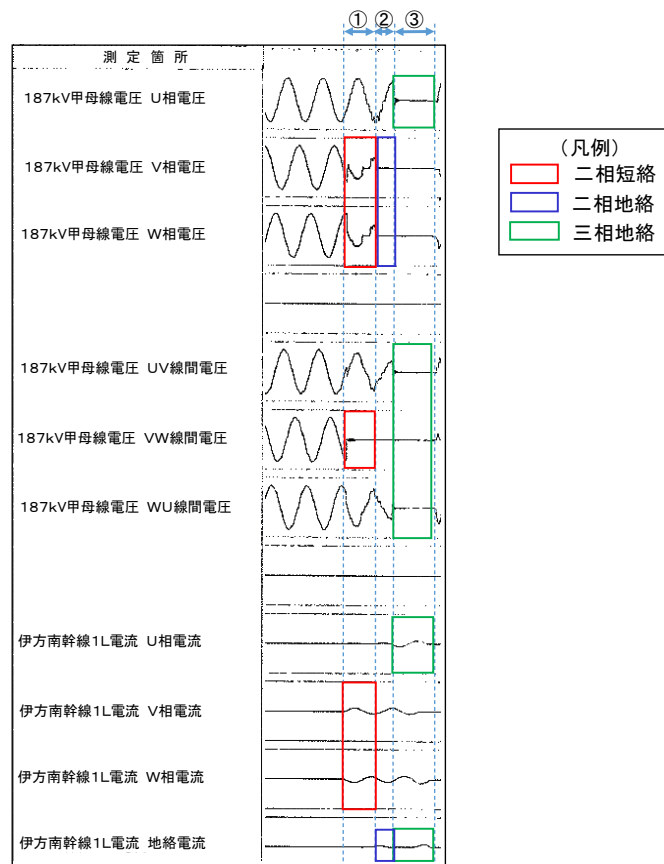 ① ② ③
測定箇所
187kV甲母線電圧 U相電圧
187kV甲母線電圧 V相電圧
187kV甲母線電圧 W相電圧
187kV甲母線電圧 UV線間電圧
187kV甲母線電圧 VW線間電圧
187kV甲母線電圧 WU線間電圧
伊方南幹線1L電流 U相電流
伊方南幹線1L電流 V相電流
伊方南幹線1L電流 W相電流
伊方南幹線1L電流 地絡電流
(凡例)
二相短絡
二相地絡
三相地絡